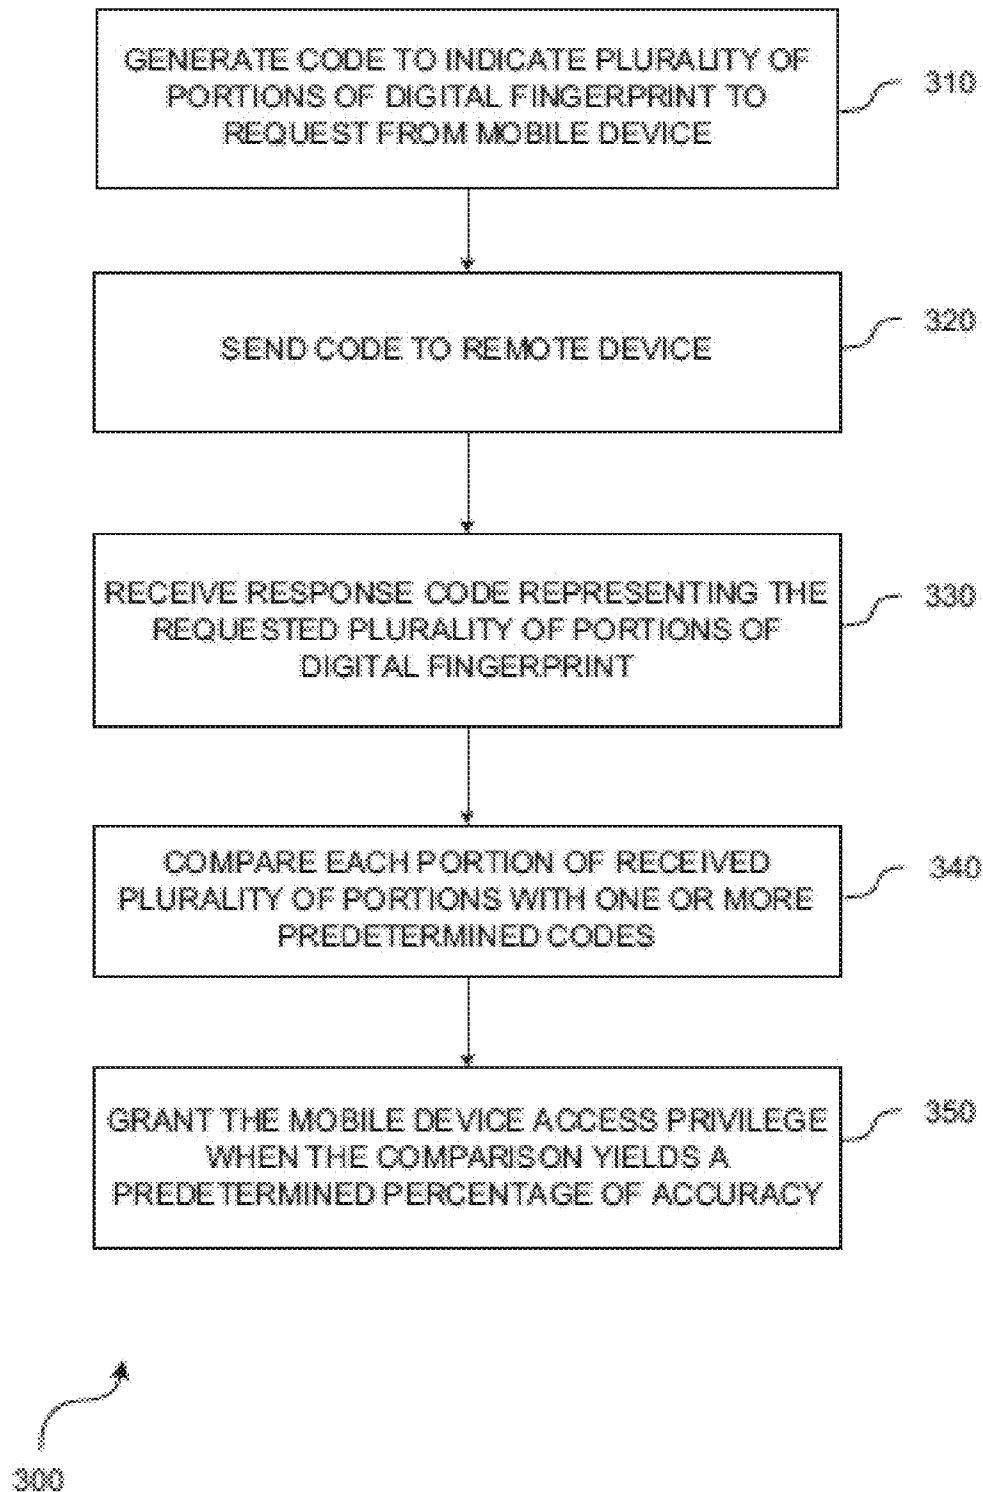 GENERATE CODE TO INDICATE PLURALITY OF
PORTIONS OF DIGITAL FINGERPRINT TO
REQUEST FROM MOBILE DEVICE
310
SEND CODE TO REMOTE DEVICE
320
RECEIVE RESPONSE CODE REPRESENTING THE
REQUESTED PLURALITY OF PORTIONS OF
DIGITAL FINGERPRINT
330
COMPARE EACH PORTION OF RECEIVED
PLURALITY OF PORTIONS WITH ONE OR MORE
PREDETERMINED CODES
340
GRANT THE MOBILE DEVICE ACCESS PRIVILEGE
WHEN THE COMPARISON YIELDS A
PREDETERMINED PERCENTAGE OF ACCURACY
350
300